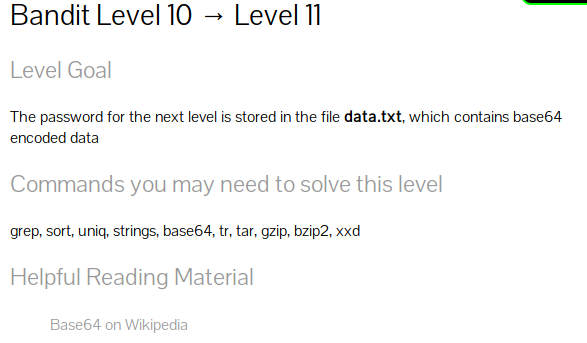 Bandit Level 10 → Level 11
Level Goal
The password for the next level is stored in the file data.txt, which contains base64
encoded data
Commands you may need to solve this level
grep, sort, uniq, strings, base64, tr, tar, gzip, bzip2, xxd
Helpful Reading Material
Base64 on Wikipedia